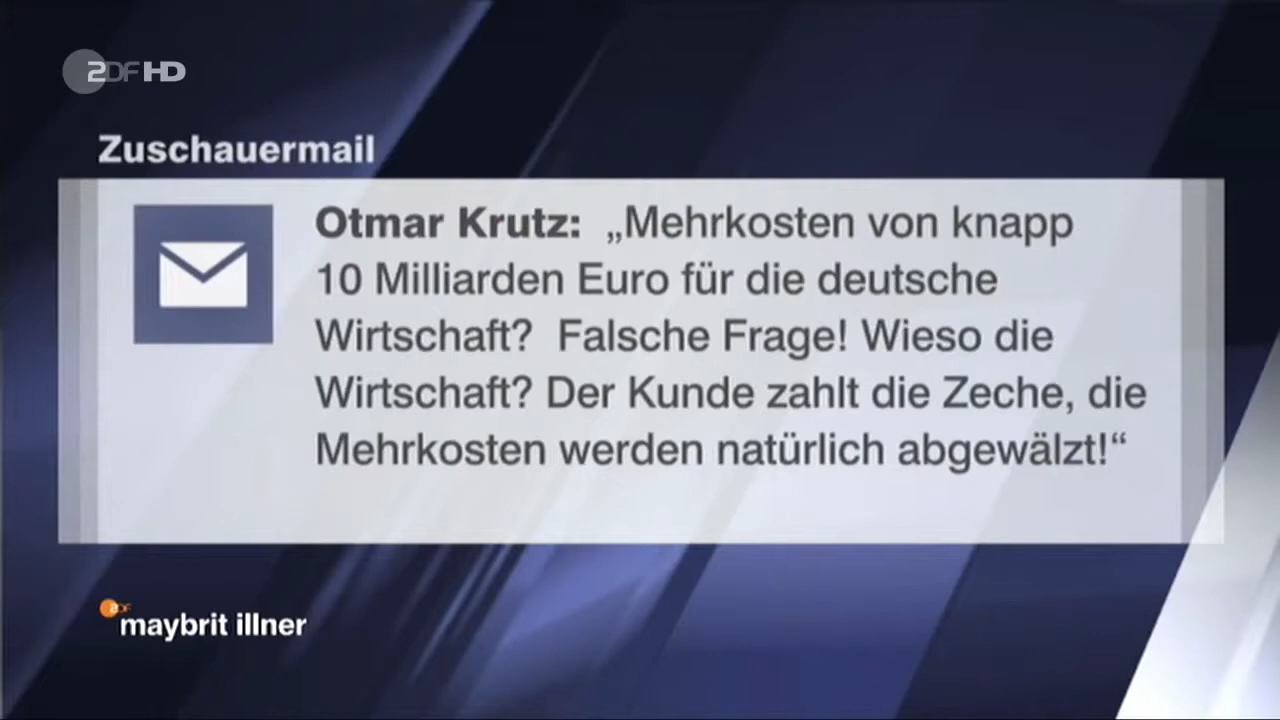 ZDF HD
Zuschauermail
Otmar Krutz: „Mehrkosten von knapp
10 Milliarden Euro für die deutsche
Wirtschaft? Falsche Frage! Wieso die
Wirtschaft? Der Kunde zahlt die Zeche, die
Mehrkosten werden natürlich abgewälzt!“
ZDF
maybrit illner